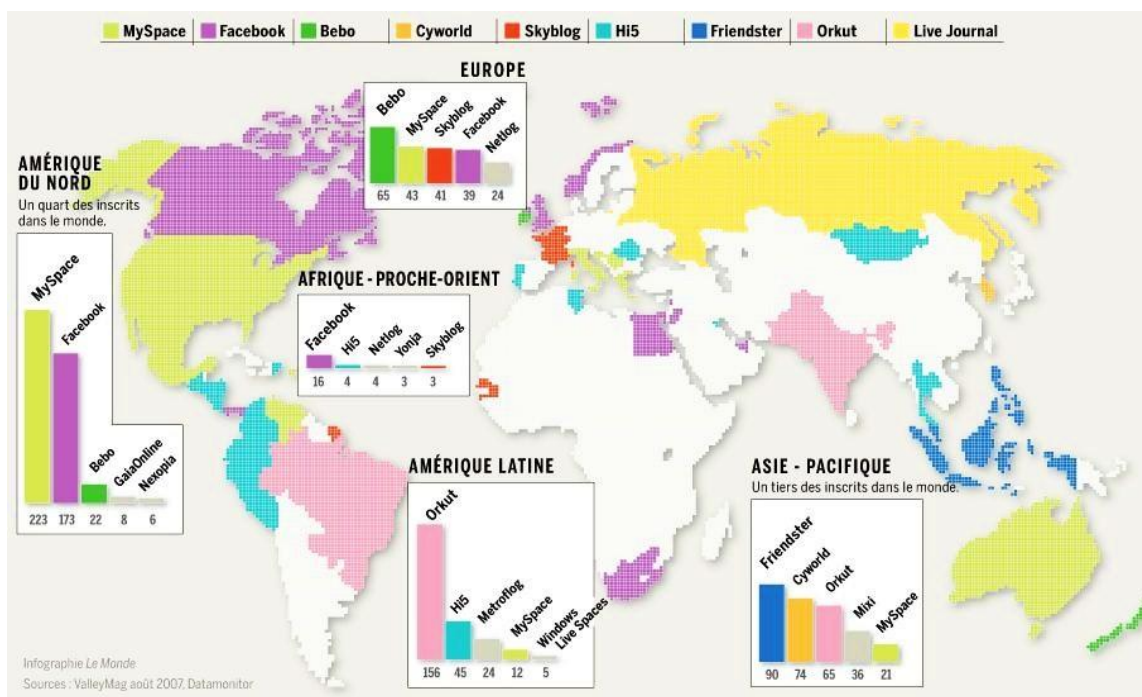 MySpace Facebook Bebo Cyworld Skyblog Hi5 Friendster Orkut Live Journal
EUROPE
Bebo MySpace Skyblog Facebook Netlog
65 43 41 39 24
AMÉRIQUE
DU NORD
Un quart des inscrits
dans le monde.
MySpace Facebook Bebo GaiaOnline Nexopia
223 173 22 8 6
AFRIQUE - PROCHE-ORIENT
Facebook Hi5 Netlog Yonja Skyblog
16 4 4 3 3
AMÉRIQUE LATINE
Orkut Hi5 Metroflog MySpace Windows
Live Spaces
156 45 24 12 5
ASIE - PACIFIQUE
Un tiers des inscrits dans le monde.
Friendster Cyworld Orkut Mixi MySpace
90 74 65 36 21
Infographie Le Monde
Sources : ValleyMag août 2007, Datamonitor